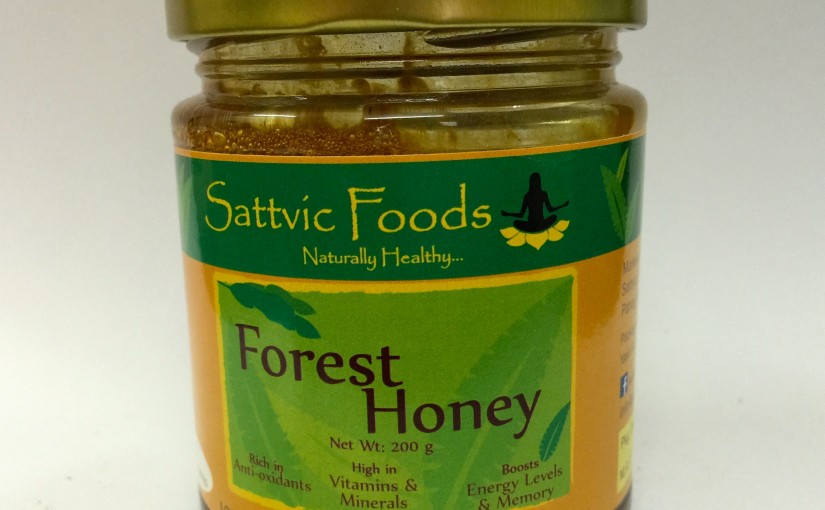 Sattvic Foods
Naturally Healthy...
Forest
Honey
Net Wt: 200 g
Rich in
Anti-oxidants
High in
Vitamins &
Minerals
Boosts
Energy Levels
& Memory